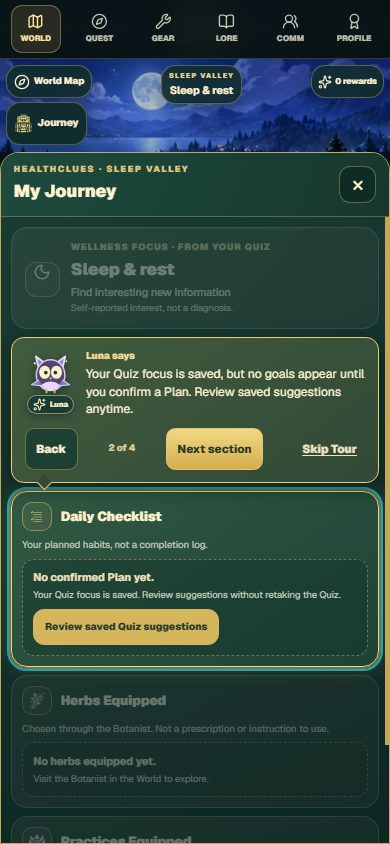 WORLD
QUEST
GEAR
LORE
COMM
PROFILE
World Map
SLEEP VALLEY
Sleep & rest
0 rewards
Journey
HEALTHCLUES · SLEEP VALLEY
My Journey
WELLNESS FOCUS · FROM YOUR QUIZ
Sleep & rest
Find interesting new information
Self-reported interest, not a diagnosis.
Luna says
Your Quiz focus is saved, but no goals appear until
you confirm a Plan. Review saved suggestions
anytime.
Luna
Back
2 of 4
Next section
Skip Tour
Daily Checklist
Your planned habits, not a completion log.
No confirmed Plan yet.
Your Quiz focus is saved. Review suggestions without retaking the Quiz.
Review saved Quiz suggestions
Herbs Equipped
Chosen through the Botanist. Not a prescription or instruction to use.
No herbs equipped yet.
Visit the Botanist in the World to explore.
Practices Equipped